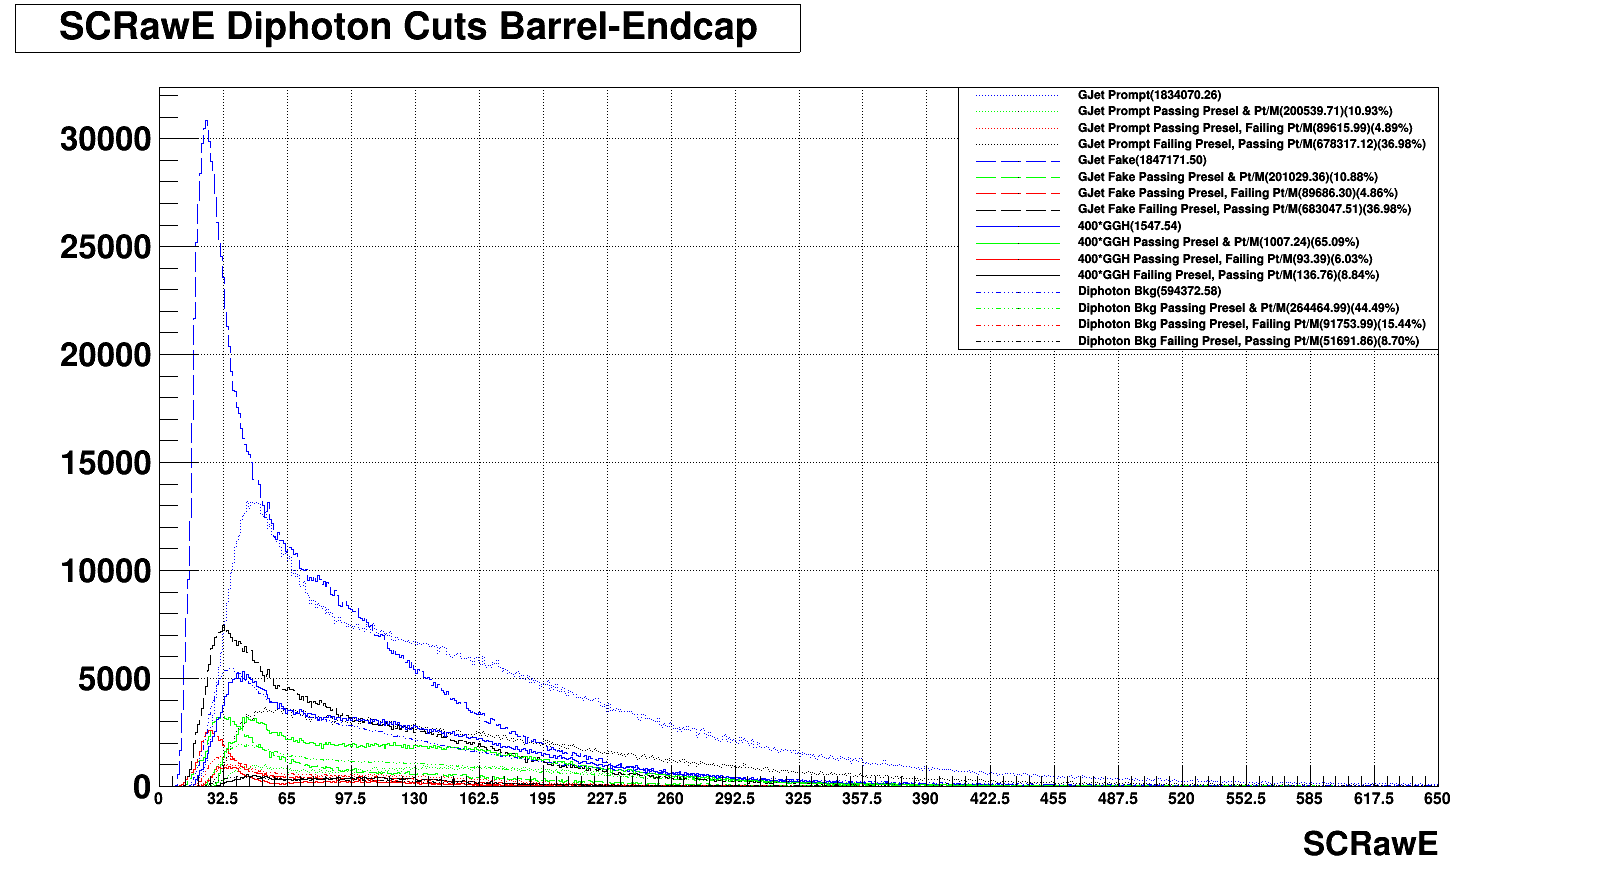 SCRawE Diphoton Cuts Barrel-Endcap
GJet Prompt(1834070.26)
GJet Prompt Passing Presel & Pt/M(200539.71)(10.93%)
GJet Prompt Passing Presel, Failing Pt/M(89615.99)(4.89%)
GJet Prompt Failing Presel, Passing Pt/M(678317.12)(36.98%)
GJet Fake(1847171.50)
GJet Fake Passing Presel & Pt/M(201029.36)(10.88%)
GJet Fake Passing Presel, Failing Pt/M(89686.30)(4.86%)
GJet Fake Failing Presel, Passing Pt/M(683047.51)(36.98%)
400*GGH(1547.54)
400*GGH Passing Presel & Pt/M(1007.24)(65.09%)
400*GGH Passing Presel, Failing Pt/M(93.39)(6.03%)
400*GGH Failing Presel, Passing Pt/M(136.76)(8.84%)
Diphoton Bkg(594372.58)
Diphoton Bkg Passing Presel & Pt/M(264464.99)(44.49%)
Diphoton Bkg Passing Presel, Failing Pt/M(91753.99)(15.44%)
Diphoton Bkg Failing Presel, Passing Pt/M(51691.86)(8.70%)
30000
25000
20000
15000
10000
5000
0
0 32.5 65 97.5 130 162.5 195 227.5 260 292.5 325 357.5 390 422.5 455 487.5 520 552.5 585 617.5 650
SCRawE